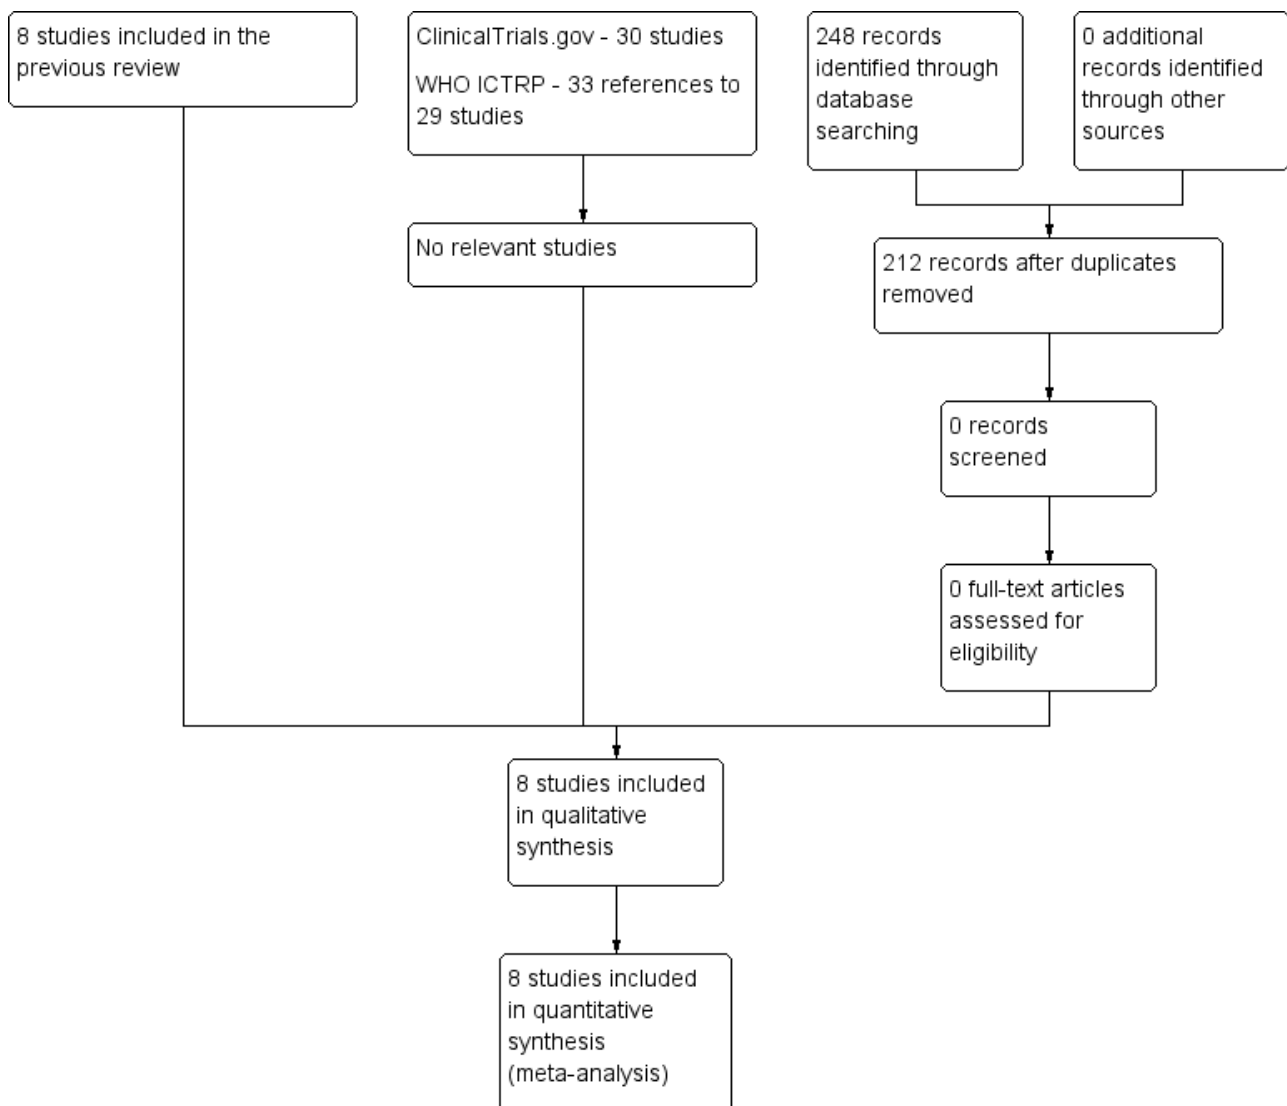 8 studies included in the
previous review
ClinicalTrials.gov - 30 studies
WHO ICTRP - 33 references to
29 studies
248 records
identified through
database
searching
0 additional
records identified
through other
sources
No relevant studies
212 records after duplicates
removed
0 records
screened
0 full-text articles
assessed for
eligibility
8 studies included
in qualitative
synthesis
8 studies included
in quantitative
synthesis
(meta-analysis)